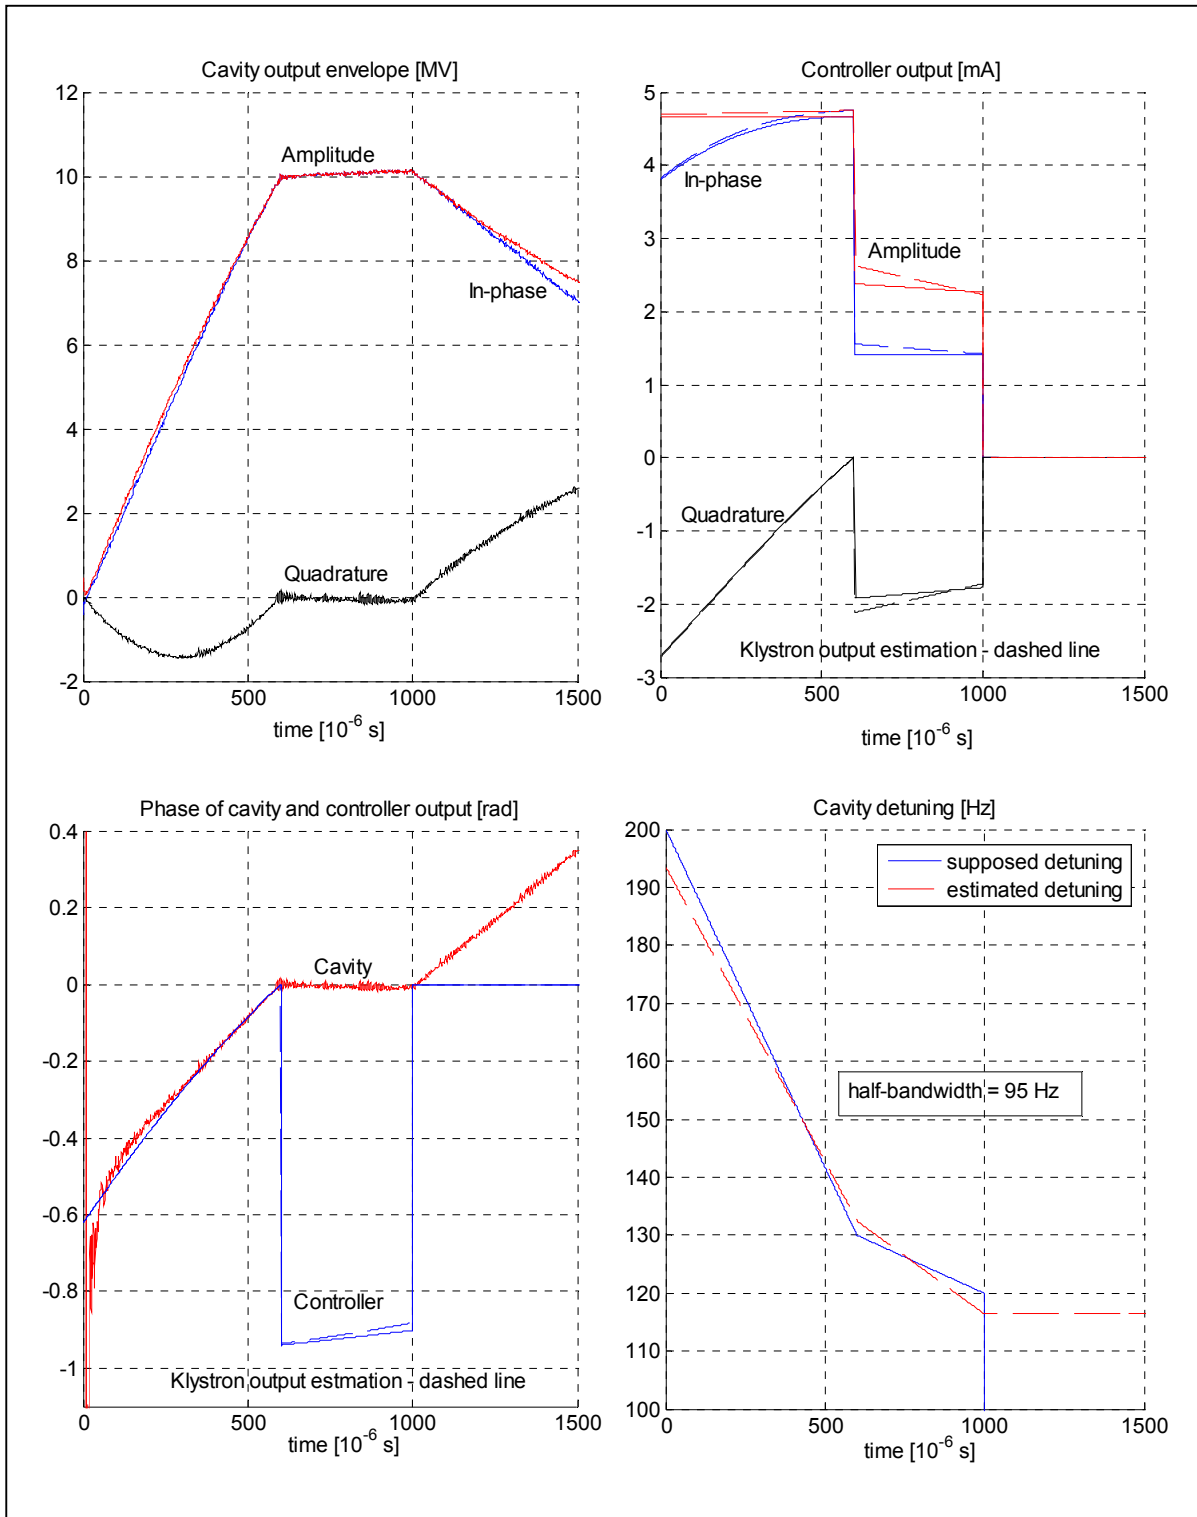 Cavity output envelope [MV]
12
10
8
6
4
2
0
-2
Amplitude
In-phase
Quadrature
0
500
1000
1500
time [10-6 s]
Controller output [mA]
5
4
3
2
1
0
-1
-2
-3
In-phase
Amplitude
Quadrature
Klystron output estimation - dashed line
0
500
1000
1500
time [10-6 s]
Phase of cavity and controller output [rad]
0.4
0.2
0
-0.2
-0.4
-0.6
-0.8
-1
Cavity
Controller
Klystron output estmation - dashed line
0
500
1000
1500
time [10-6 s]
Cavity detuning [Hz]
200
190
180
170
160
150
140
130
120
110
100
supposed detuning
estimated detuning
half-bandwidth = 95 Hz
0
500
1000
1500
time [10-6 s]